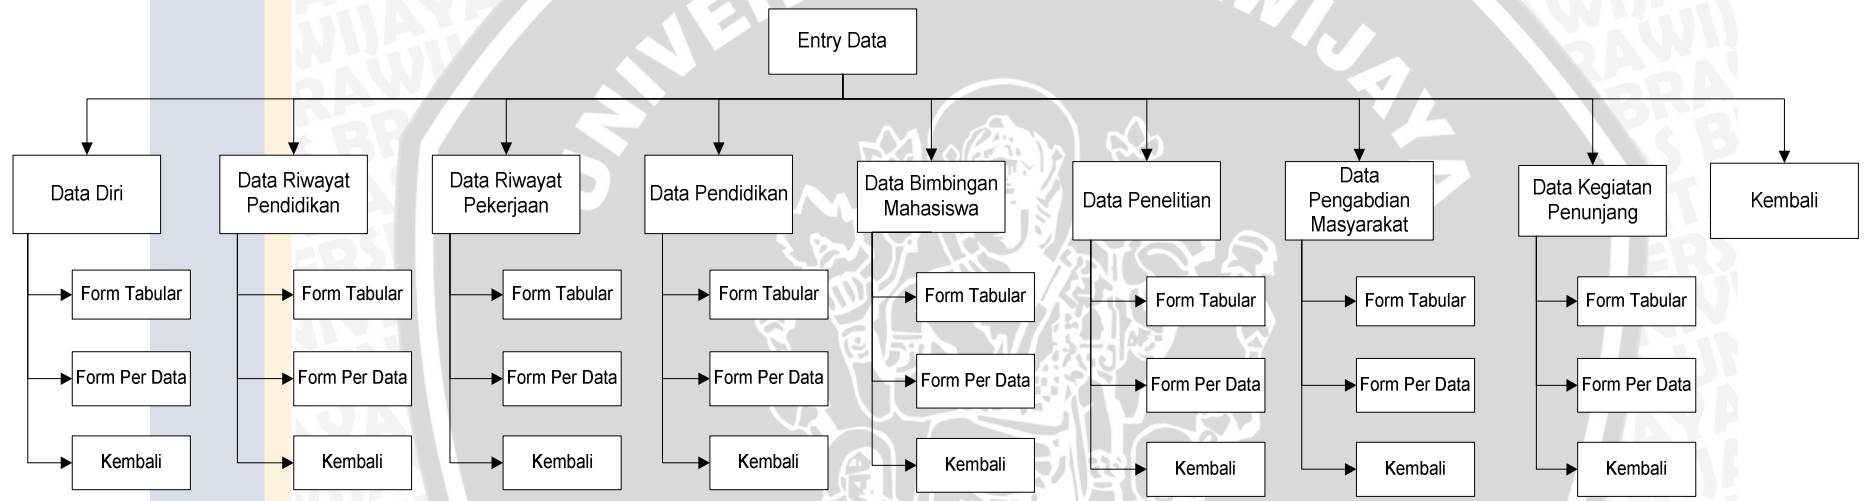 Entry Data
Data Diri
Data Riwayat
Pendidikan
Data Riwayat
Pekerjaan
Data Pendidikan
Data Bimbingan
Mahasiswa
Data Penelitian
Data
Pengabdian
Masyarakat
Data Kegiatan
Penunjang
Kembali
Form Tabular
Form Per Data
Kembali
Form Tabular
Form Per Data
Kembali
Form Tabular
Form Per Data
Kembali
Form Tabular
Form Per Data
Kembali
Form Tabular
Form Per Data
Kembali
Form Tabular
Form Per Data
Kembali
Form Tabular
Form Per Data
Kembali
Form Tabular
Form Per Data
Kembali